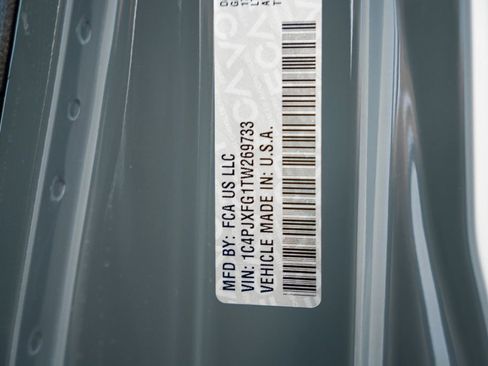 MFD BY: FCA US LLC
VIN: 1C4PJXFG1TW269733
VEHICLE MADE IN: U.S.A.